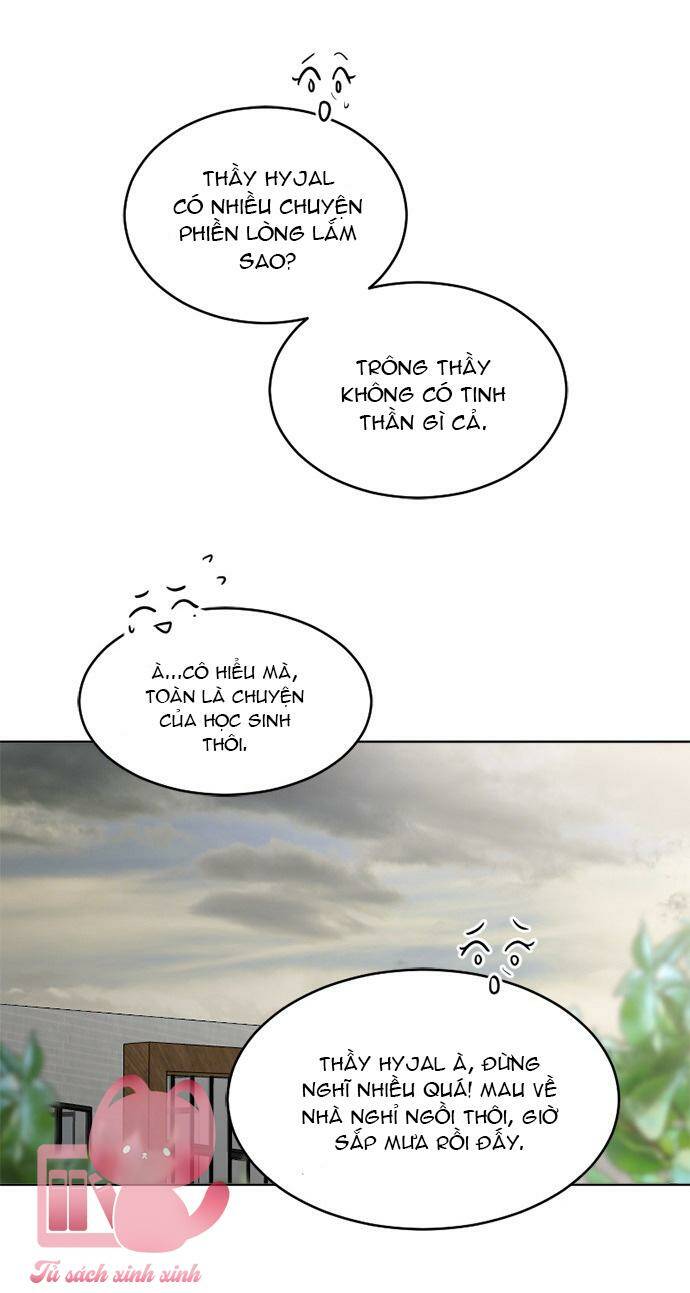 THẦY HYJAL
CÓ NHIỀU CHUYỆN
PHIỀN LÒNG LẮM
SAO?
TRÔNG THẦY
KHÔNG CÓ TINH
THẦN GÌ CẢ.
À...CÔ HIỂU MÀ,
TOÀN LÀ CHUYỆN
CỦA HỌC SINH
THÔI.
THẦY HYJAL À, ĐỪNG
NGHĨ NHIỀU QUÁ! MAU VỀ
NHÀ NGHỈ NGỒI THÔI, GIỜ
SẮP MƯA RỒI ĐẤY.
Tủ sách xinh xinh